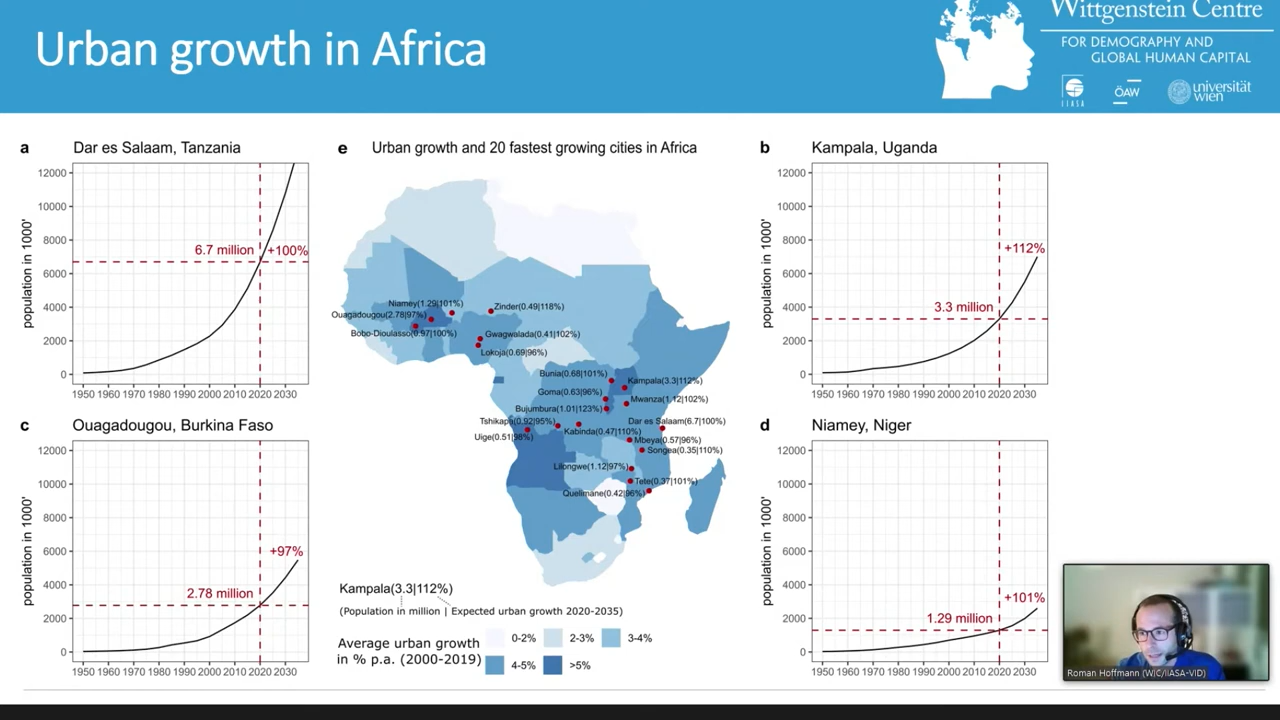 Urban growth in Africa
Wittgenstein Centre
FOR DEMOGRAPHY AND
GLOBAL HUMAN CAPITAL
IIASA
ÖAW
universität
wien
a
Dar es Salaam, Tanzania
population in 1000'
12000
10000
8000
6000
4000
2000
0
6.7 million
+100%
1950 1960 1970 1980 1990 2000 2010 2020 2030
e
Urban growth and 20 fastest growing cities in Africa
Niamey(1.29|101%)
Zinder(0.49|118%)
Ouagadougou(2.78|97%)
Bobo-Dioulasso(0.97|100%)
Gwagwalada(0.41|102%)
Lokoja(0.69|96%)
Bunia(0.68|101%)
Kampala(3.3|112%)
Goma(0.63|96%)
Mwanza(1.12|102%)
Bujumbura(1.01|123%)
Tshikapa(0.92|95%)
Dar es Salaam(6.7|100%)
Kabinda(0.47|110%)
Uige(0.51|98%)
Mbeya(0.57|96%)
Songea(0.35|110%)
Lilongwe(1.12|97%)
Tete(0.37|101%)
Quelimane(0.42|96%)
Kampala(3.3|112%)
(Population in million | Expected urban growth 2020-2035)
Average urban growth
in % p.a. (2000-2019)
0-2%
2-3%
3-4%
4-5%
>5%
b
Kampala, Uganda
population in 1000'
12000
10000
8000
6000
4000
2000
0
3.3 million
+112%
1950 1960 1970 1980 1990 2000 2010 2020 2030
c
Ouagadougou, Burkina Faso
population in 1000'
12000
10000
8000
6000
4000
2000
0
2.78 million
+97%
1950 1960 1970 1980 1990 2000 2010 2020 2030
d
Niamey, Niger
population in 1000'
12000
10000
8000
6000
4000
2000
0
1.29 million
+101%
1950 1960 1970 1980 1990 2000 2010 2020 2030
Roman Hoffmann (WIC/IIASA-VID)